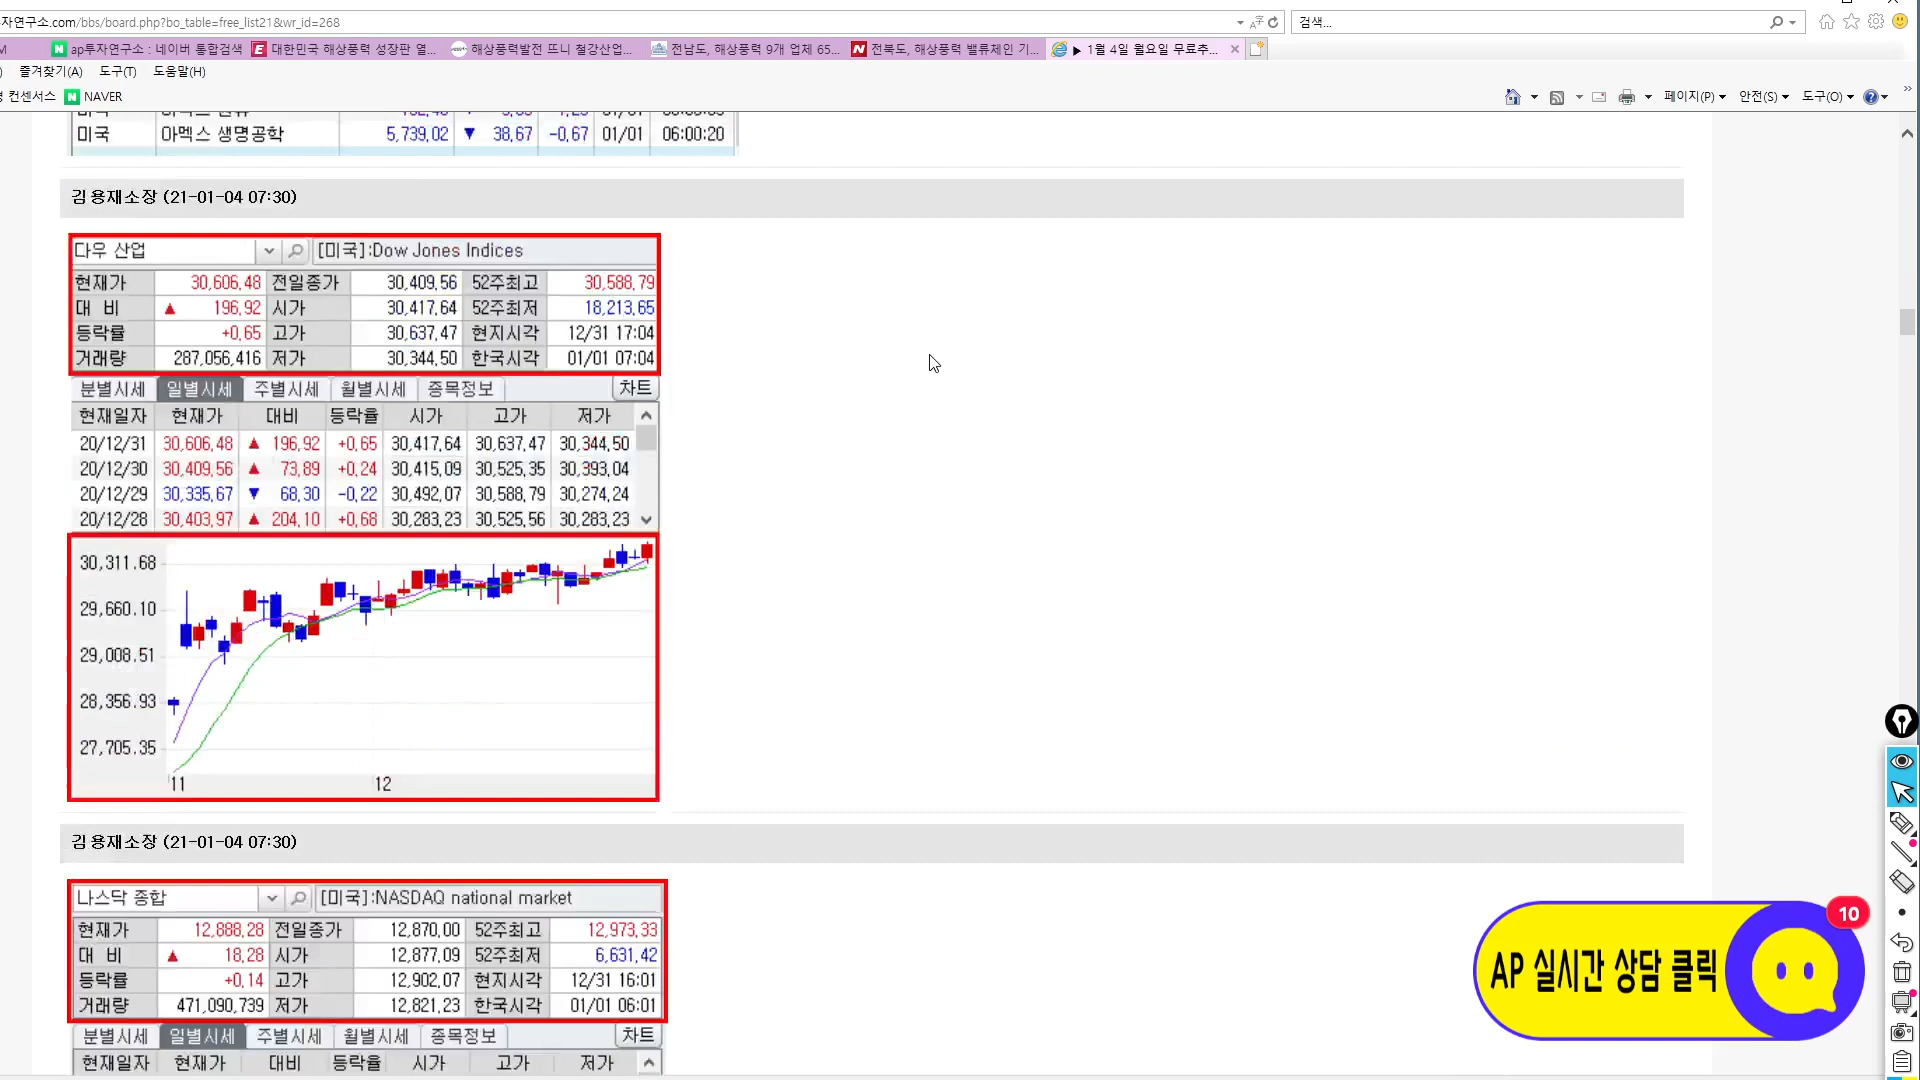 자연구소.com/bbs/board.php?bo_table=free_list21&wr_id=268
검색...
ap투자연구소 : 네이버 통합검색
대한민국 해상풍력 성장판 열...
해상풍력발전 뜨니 철강산업...
전남도, 해상풍력 9개 업체 65...
전북도, 해상풍력 밸류체인 기...
▶ 1월 4일 월요일 무료추...
즐겨찾기(A) 도구(T) 도움말(H)
컨센서스 NAVER
페이지(P) 안전(S) 도구(O)
미국 아멕스 생명공학 5,739,02 ▼ 38,67 -0,67 01/01 06:00:20
김용재소장 (21-01-04 07:30)
다우 산업 [미국]:Dow Jones Indices
현재가 30,606,48 전일종가 30,409,56 52주최고 30,588,79
대 비 ▲ 196,92 시가 30,417,64 52주최저 18,213,65
등락률 +0,65 고가 30,637,47 현지시각 12/31 17:04
거래량 287,056,416 저가 30,344,50 한국시각 01/01 07:04
분별시세 일별시세 주별시세 월별시세 종목정보 차트
현재일자 현재가 대비 등락율 시가 고가 저가
20/12/31 30,606,48 ▲ 196,92 +0,65 30,417,64 30,637,47 30,344,50
20/12/30 30,409,56 ▲ 73,89 +0,24 30,415,09 30,525,35 30,393,04
20/12/29 30,335,67 ▼ 68,30 -0,22 30,492,07 30,588,79 30,274,24
20/12/28 30,403,97 ▲ 204,10 +0,68 30,283,23 30,525,56 30,283,23
30,311.68
29,660.10
29,008.51
28,356.93
27,705.35
11 12
김용재소장 (21-01-04 07:30)
나스닥 종합 [미국]:NASDAQ national market
현재가 12,888,28 전일종가 12,870,00 52주최고 12,973,33
대 비 ▲ 18,28 시가 12,877,09 52주최저 6,631,42
등락률 +0,14 고가 12,902,07 현지시각 12/31 16:01
거래량 471,090,739 저가 12,821,23 한국시각 01/01 06:01
분별시세 일별시세 주별시세 월별시세 종목정보 차트
현재일자 현재가 대비 등락율 시가 고가 저가
AP 실시간 상담 클릭
10